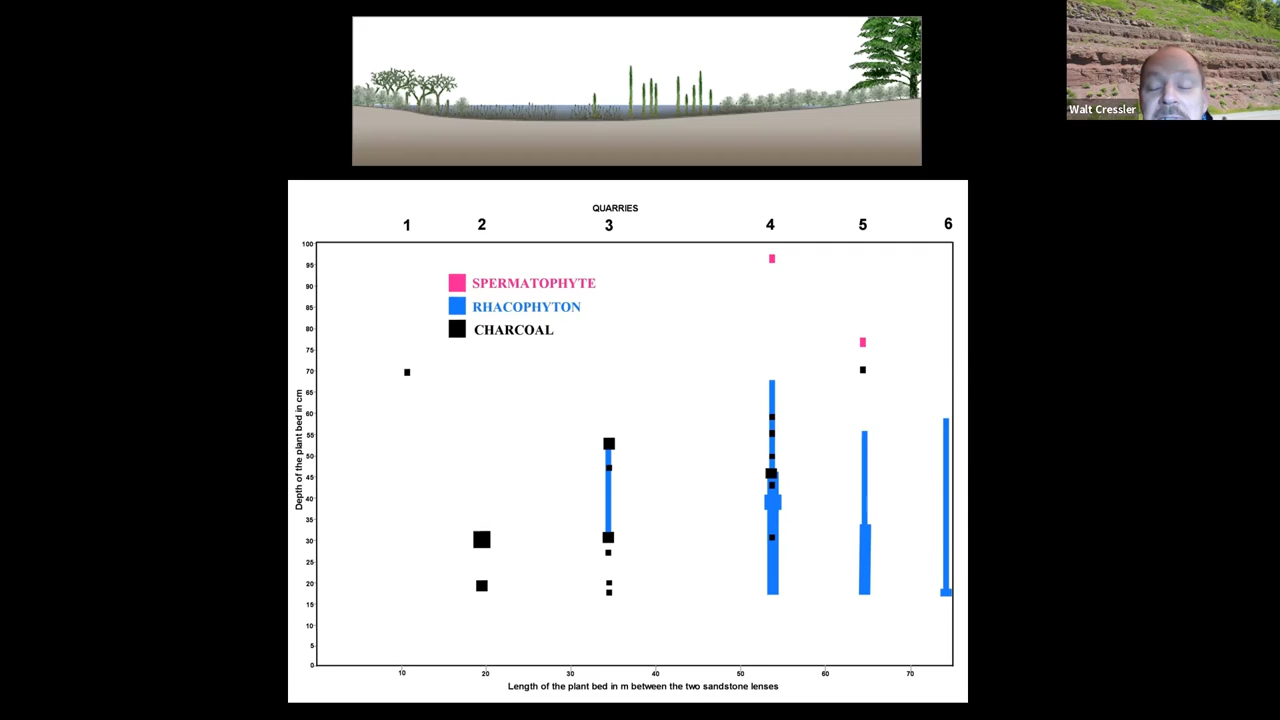 Walt Cressler
QUARRIES
1 2 3 4 5 6
SPERMATOPHYTE
RHACOPHYTON
CHARCOAL
Depth of the plant bed in cm
100
95
90
85
80
75
70
65
60
55
50
45
40
35
30
25
20
15
10
5
0
10 20 30 40 50 60 70
Length of the plant bed in m between the two sandstone lenses